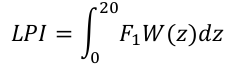 LPI = ∫₀²⁰ F₁W(z)dz